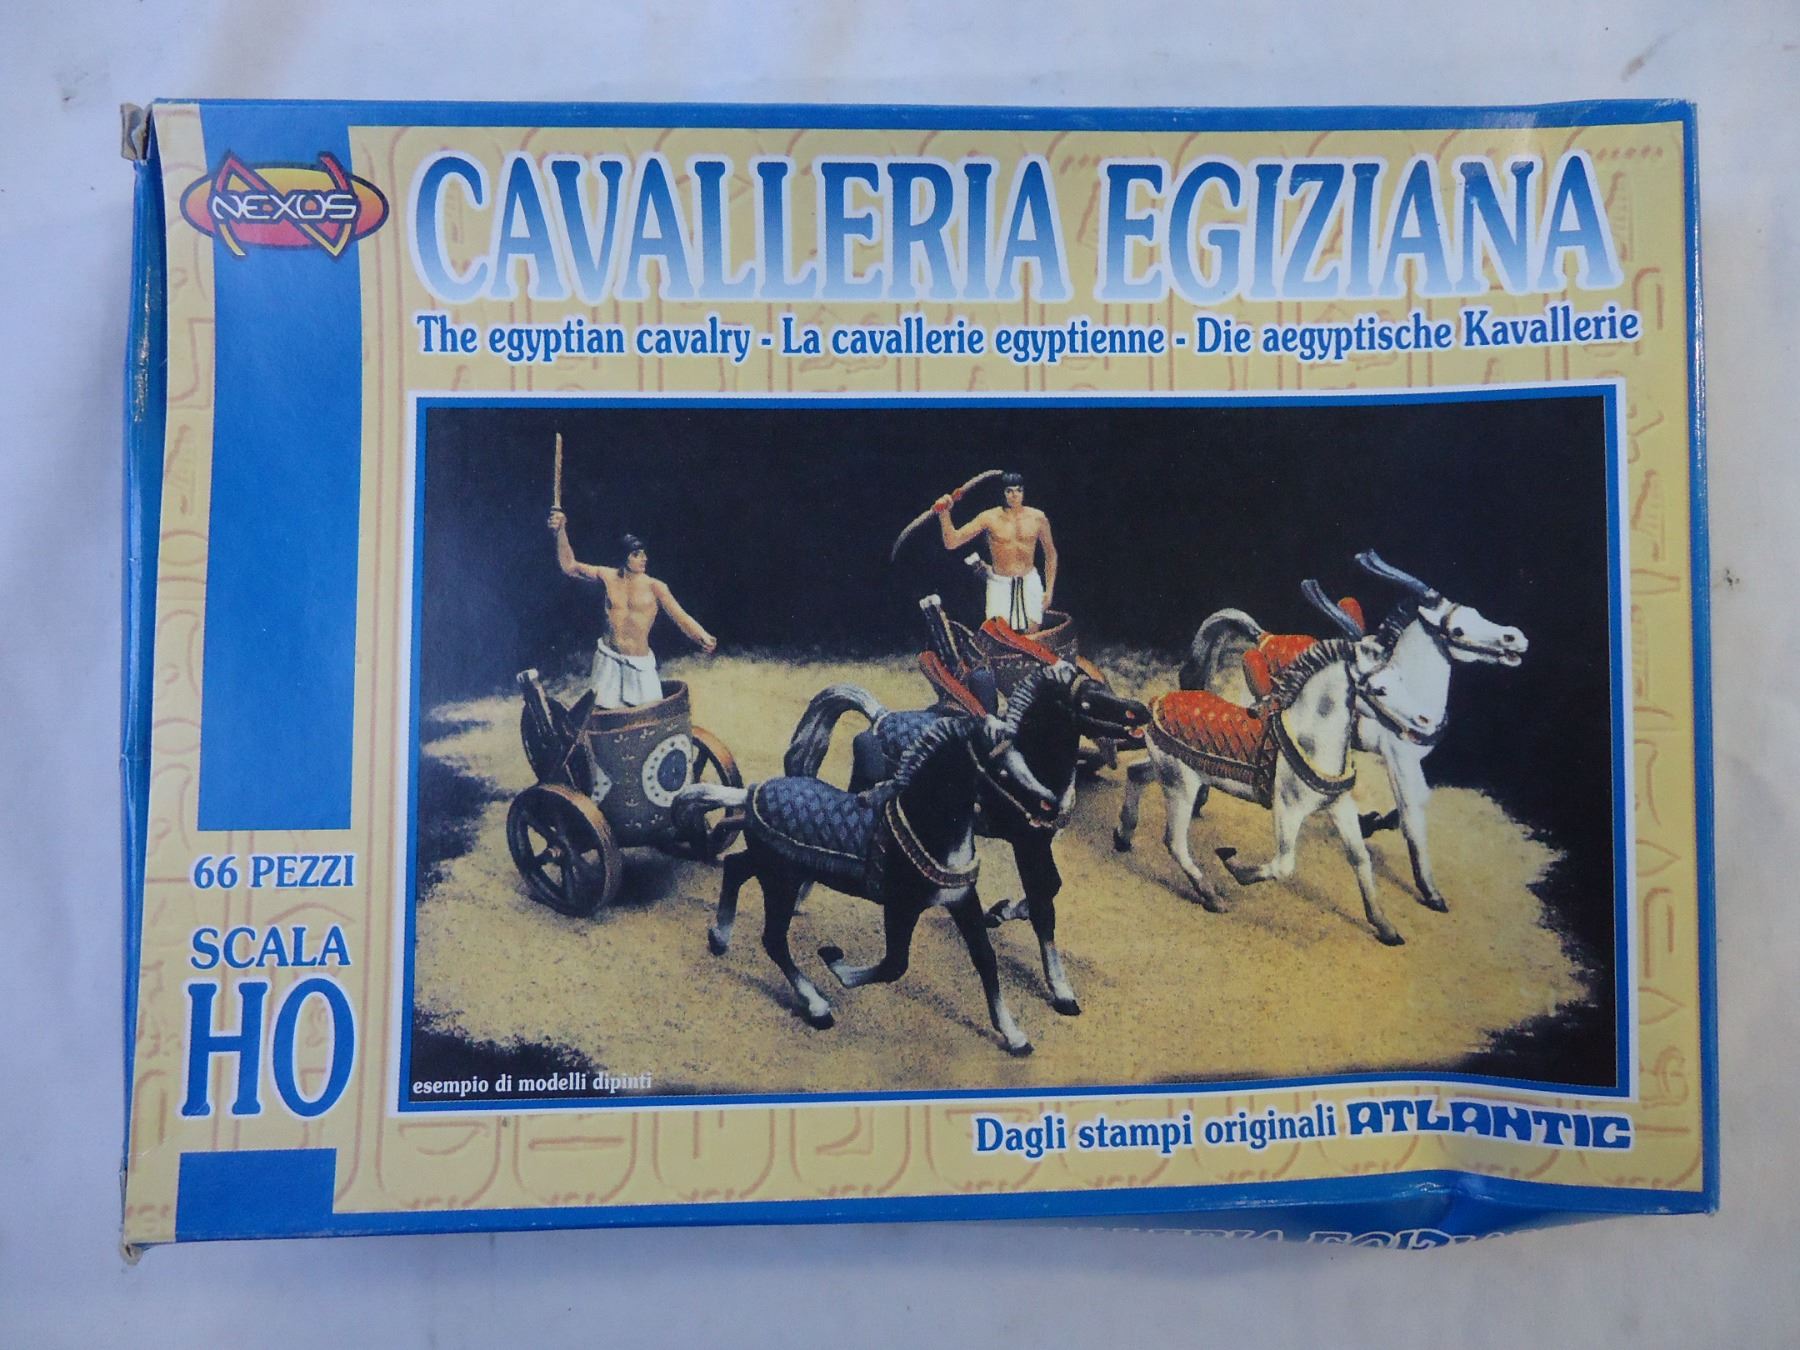 NEXUS
CAVALLERIA EGIZIANA
The egyptian cavalry - La cavallerie egyptienne - Die aegyptische Kavallerie
66 PEZZI
SCALA
HO
esempio di modelli dipinti
Dagli stampi originali ATLANTIC